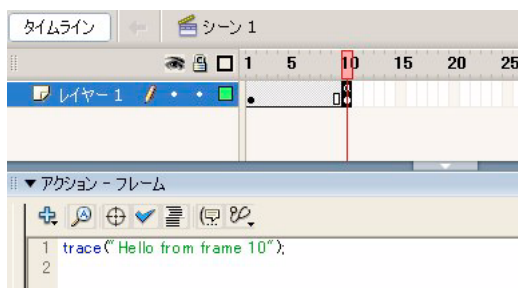 タイムライン シーン 1
1 5 10 15 20 25
レイヤー 1
▼ アクション - フレーム
1 trace("Hello from frame 10");
2